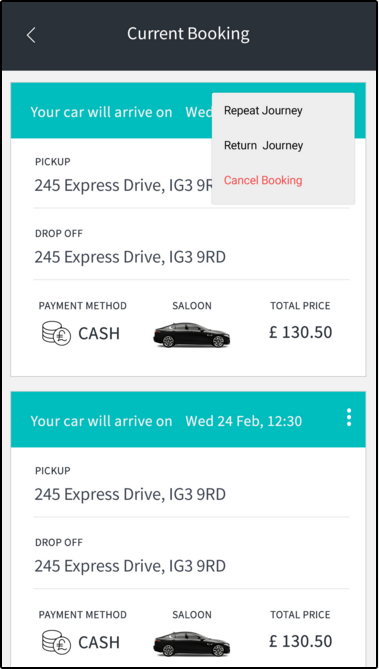 Current Booking
Your car will arrive on Wed
Repeat Journey
Return Journey
Cancel Booking
PICKUP
245 Express Drive, IG3 9R
DROP OFF
245 Express Drive, IG3 9RD
PAYMENT METHOD SALOON TOTAL PRICE
£ CASH £ 130.50
Your car will arrive on Wed 24 Feb, 12:30
PICKUP
245 Express Drive, IG3 9RD
DROP OFF
245 Express Drive, IG3 9RD
PAYMENT METHOD SALOON TOTAL PRICE
£ CASH £ 130.50